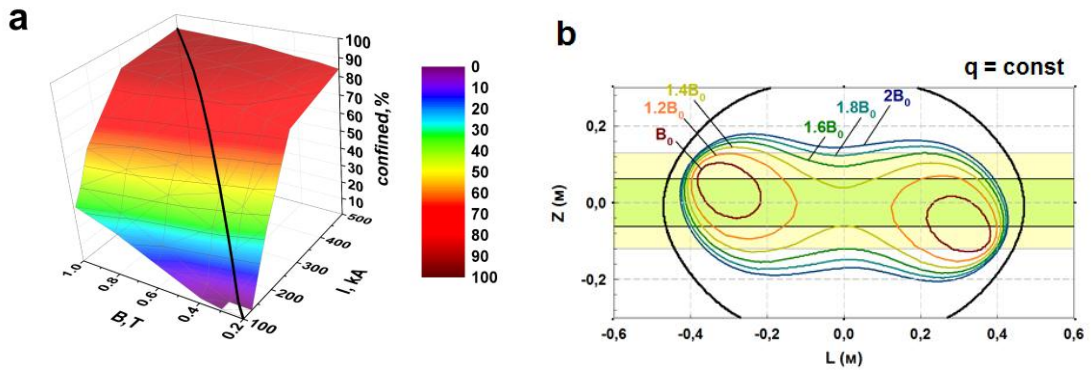 a
100
90
80
70
60
50
40
30
20
10
confined, %
500
400
300
200
100
I, kA
1.0
0.8
0.6
0.4
0.2
B, T
0
10
20
30
40
50
60
70
80
90
100
b
q = const
1.4B₀
1.2B₀
B₀
1.6B₀
1.8B₀
2B₀
0,2
0,0
-0,2
Z (м)
-0,6
-0,4
-0,2
0,0
0,2
0,4
0,6
L (м)